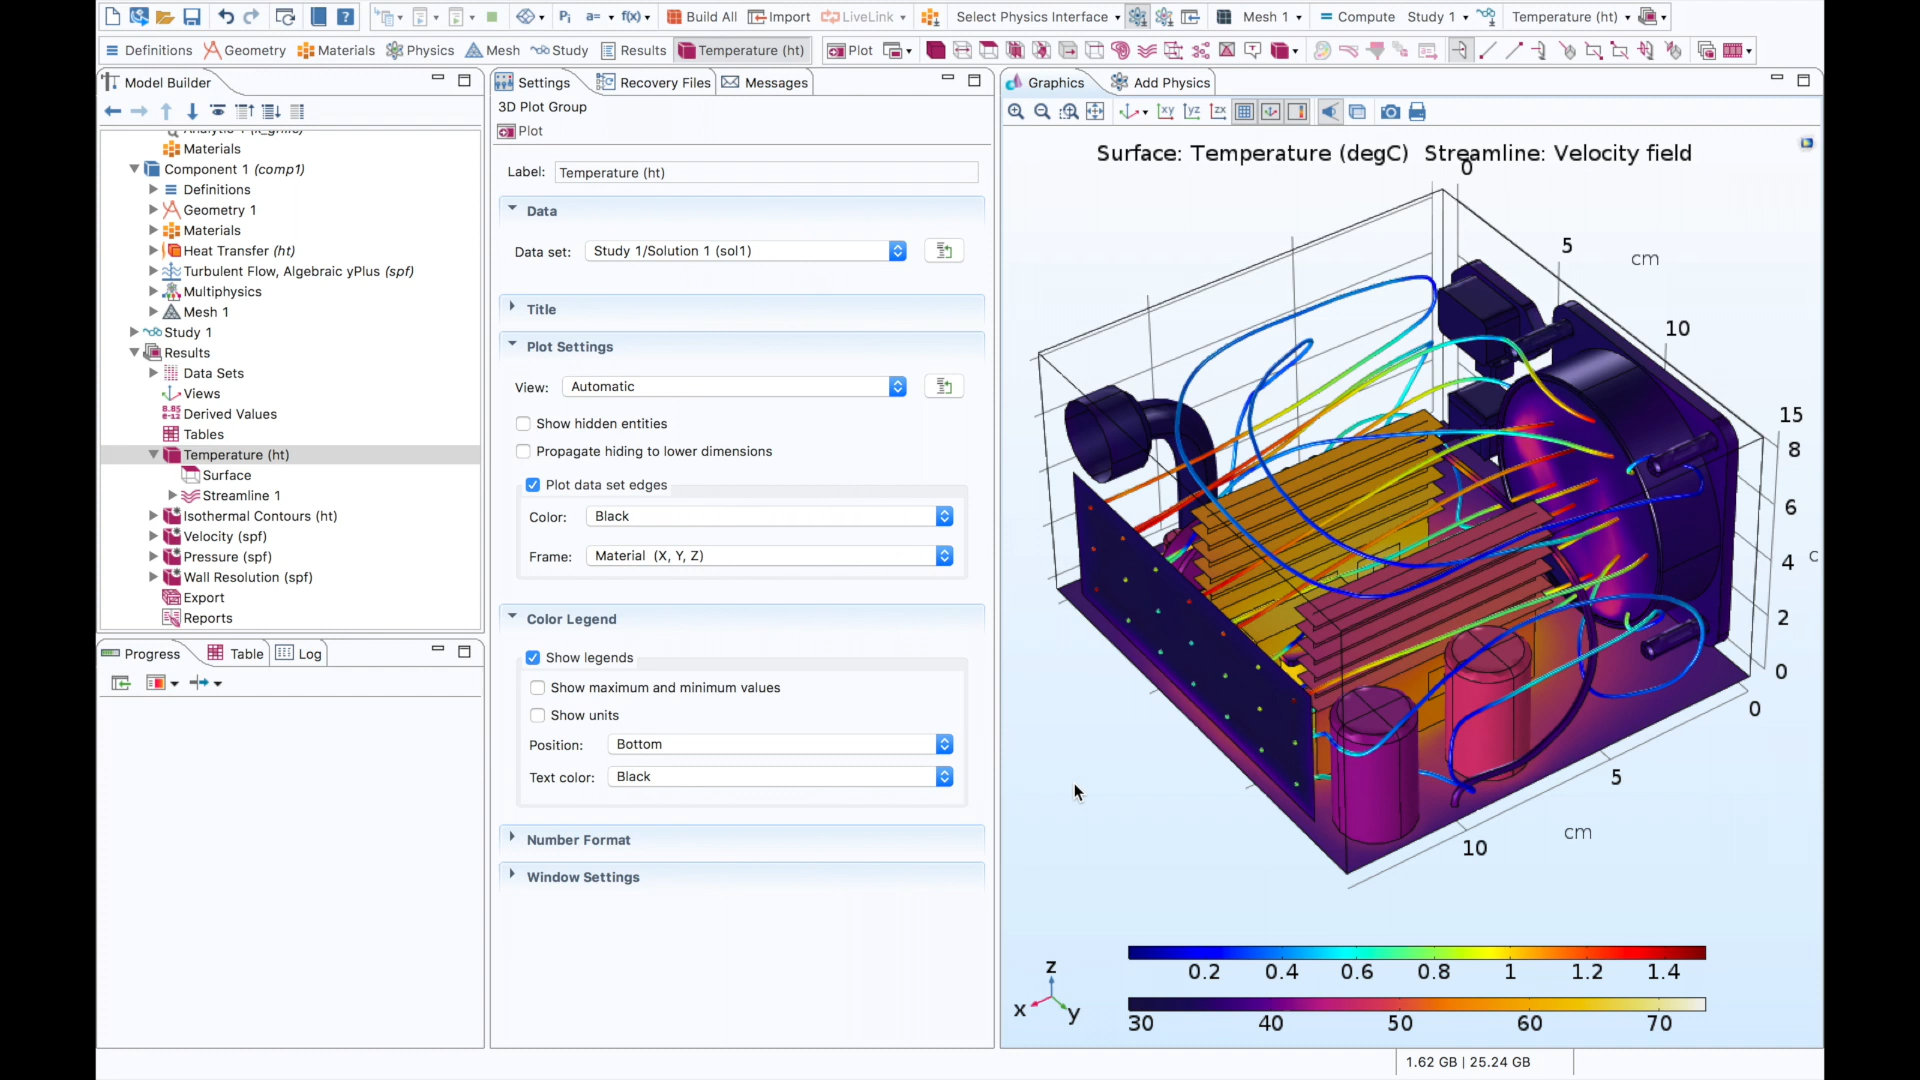 Pi a= f(x) Build All Import LiveLink Select Physics Interface Mesh 1 = Compute Study 1 Temperature (ht)
Definitions Geometry Materials Physics Mesh Study Results Temperature (ht) Plot
Model Builder
Materials
Component 1 (comp1)
Definitions
Geometry 1
Materials
Heat Transfer (ht)
Turbulent Flow, Algebraic yPlus (spf)
Multiphysics
Mesh 1
Study 1
Results
Data Sets
Views
8.85
e-12
Derived Values
Tables
Temperature (ht)
Surface
Streamline 1
Isothermal Contours (ht)
Velocity (spf)
Pressure (spf)
Wall Resolution (spf)
Export
Reports
Progress Table Log
Settings Recovery Files Messages
3D Plot Group
Plot
Label: Temperature (ht)
Data
Data set: Study 1/Solution 1 (sol1)
Title
Plot Settings
View: Automatic
Show hidden entities
Propagate hiding to lower dimensions
Plot data set edges
Color: Black
Frame: Material (X, Y, Z)
Color Legend
Show legends
Show maximum and minimum values
Show units
Position: Bottom
Text color: Black
Number Format
Window Settings
Graphics Add Physics
xy yz zx
Surface: Temperature (degC) Streamline: Velocity field
0
5
cm
10
15
8
6
4
c
2
0
0
5
cm
10
z
x
y
0.2 0.4 0.6 0.8 1 1.2 1.4
30 40 50 60 70
1.62 GB | 25.24 GB